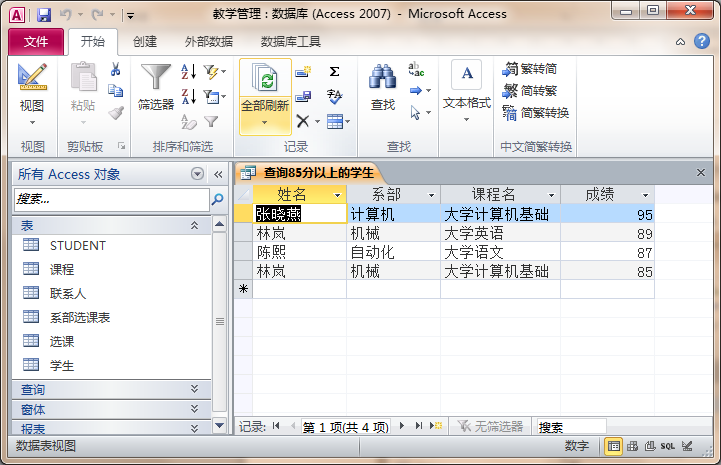 教学管理 : 数据库 (Access 2007) - Microsoft Access
文件 开始 创建 外部数据 数据库工具
视图 粘贴 筛选器 全部刷新 查找 文本格式 繁转简
简转繁
简繁转换
视图 剪贴板 排序和筛选 记录 查找 中文简繁转换
所有 Access 对象
搜索...
表
STUDENT
课程
联系人
系部选课表
选课
学生
查询
窗体
报表
查询85分以上的学生
姓名 系部 课程名 成绩
张晓燕 计算机 大学计算机基础 95
林岚 机械 大学英语 89
陈熙 自动化 大学语文 87
林岚 机械 大学计算机基础 85
记录: 第 1 项(共 4 项) 无筛选器 搜索
数据表视图 数字 SQL